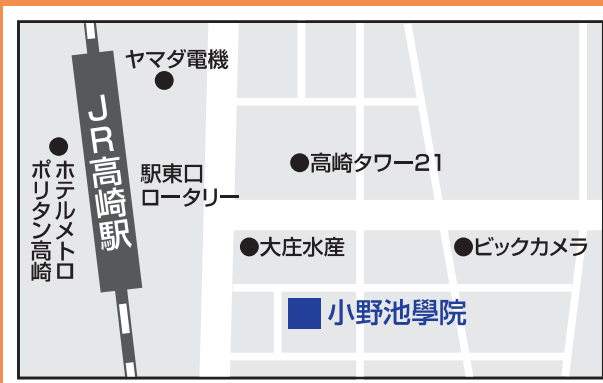 ヤマダ電機
JR高崎駅
ホテルメトロ
ポリタン高崎
駅東口
ロータリー
高崎タワー21
大庄水産
ビックカメラ
小野池學院